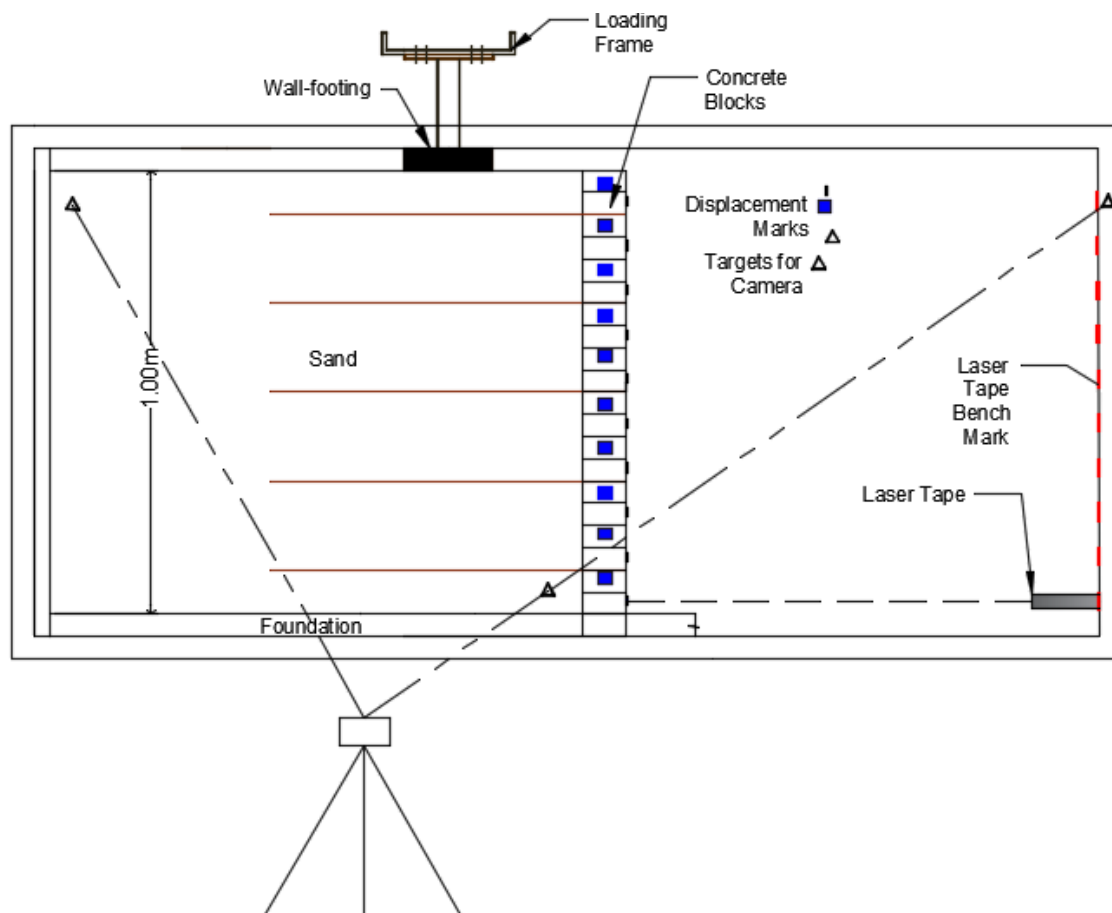 Loading
Frame
Wall-footing
Concrete
Blocks
Displacement
Marks
Targets for
Camera
1.00m
Sand
Laser
Tape
Bench
Mark
Laser Tape
Foundation